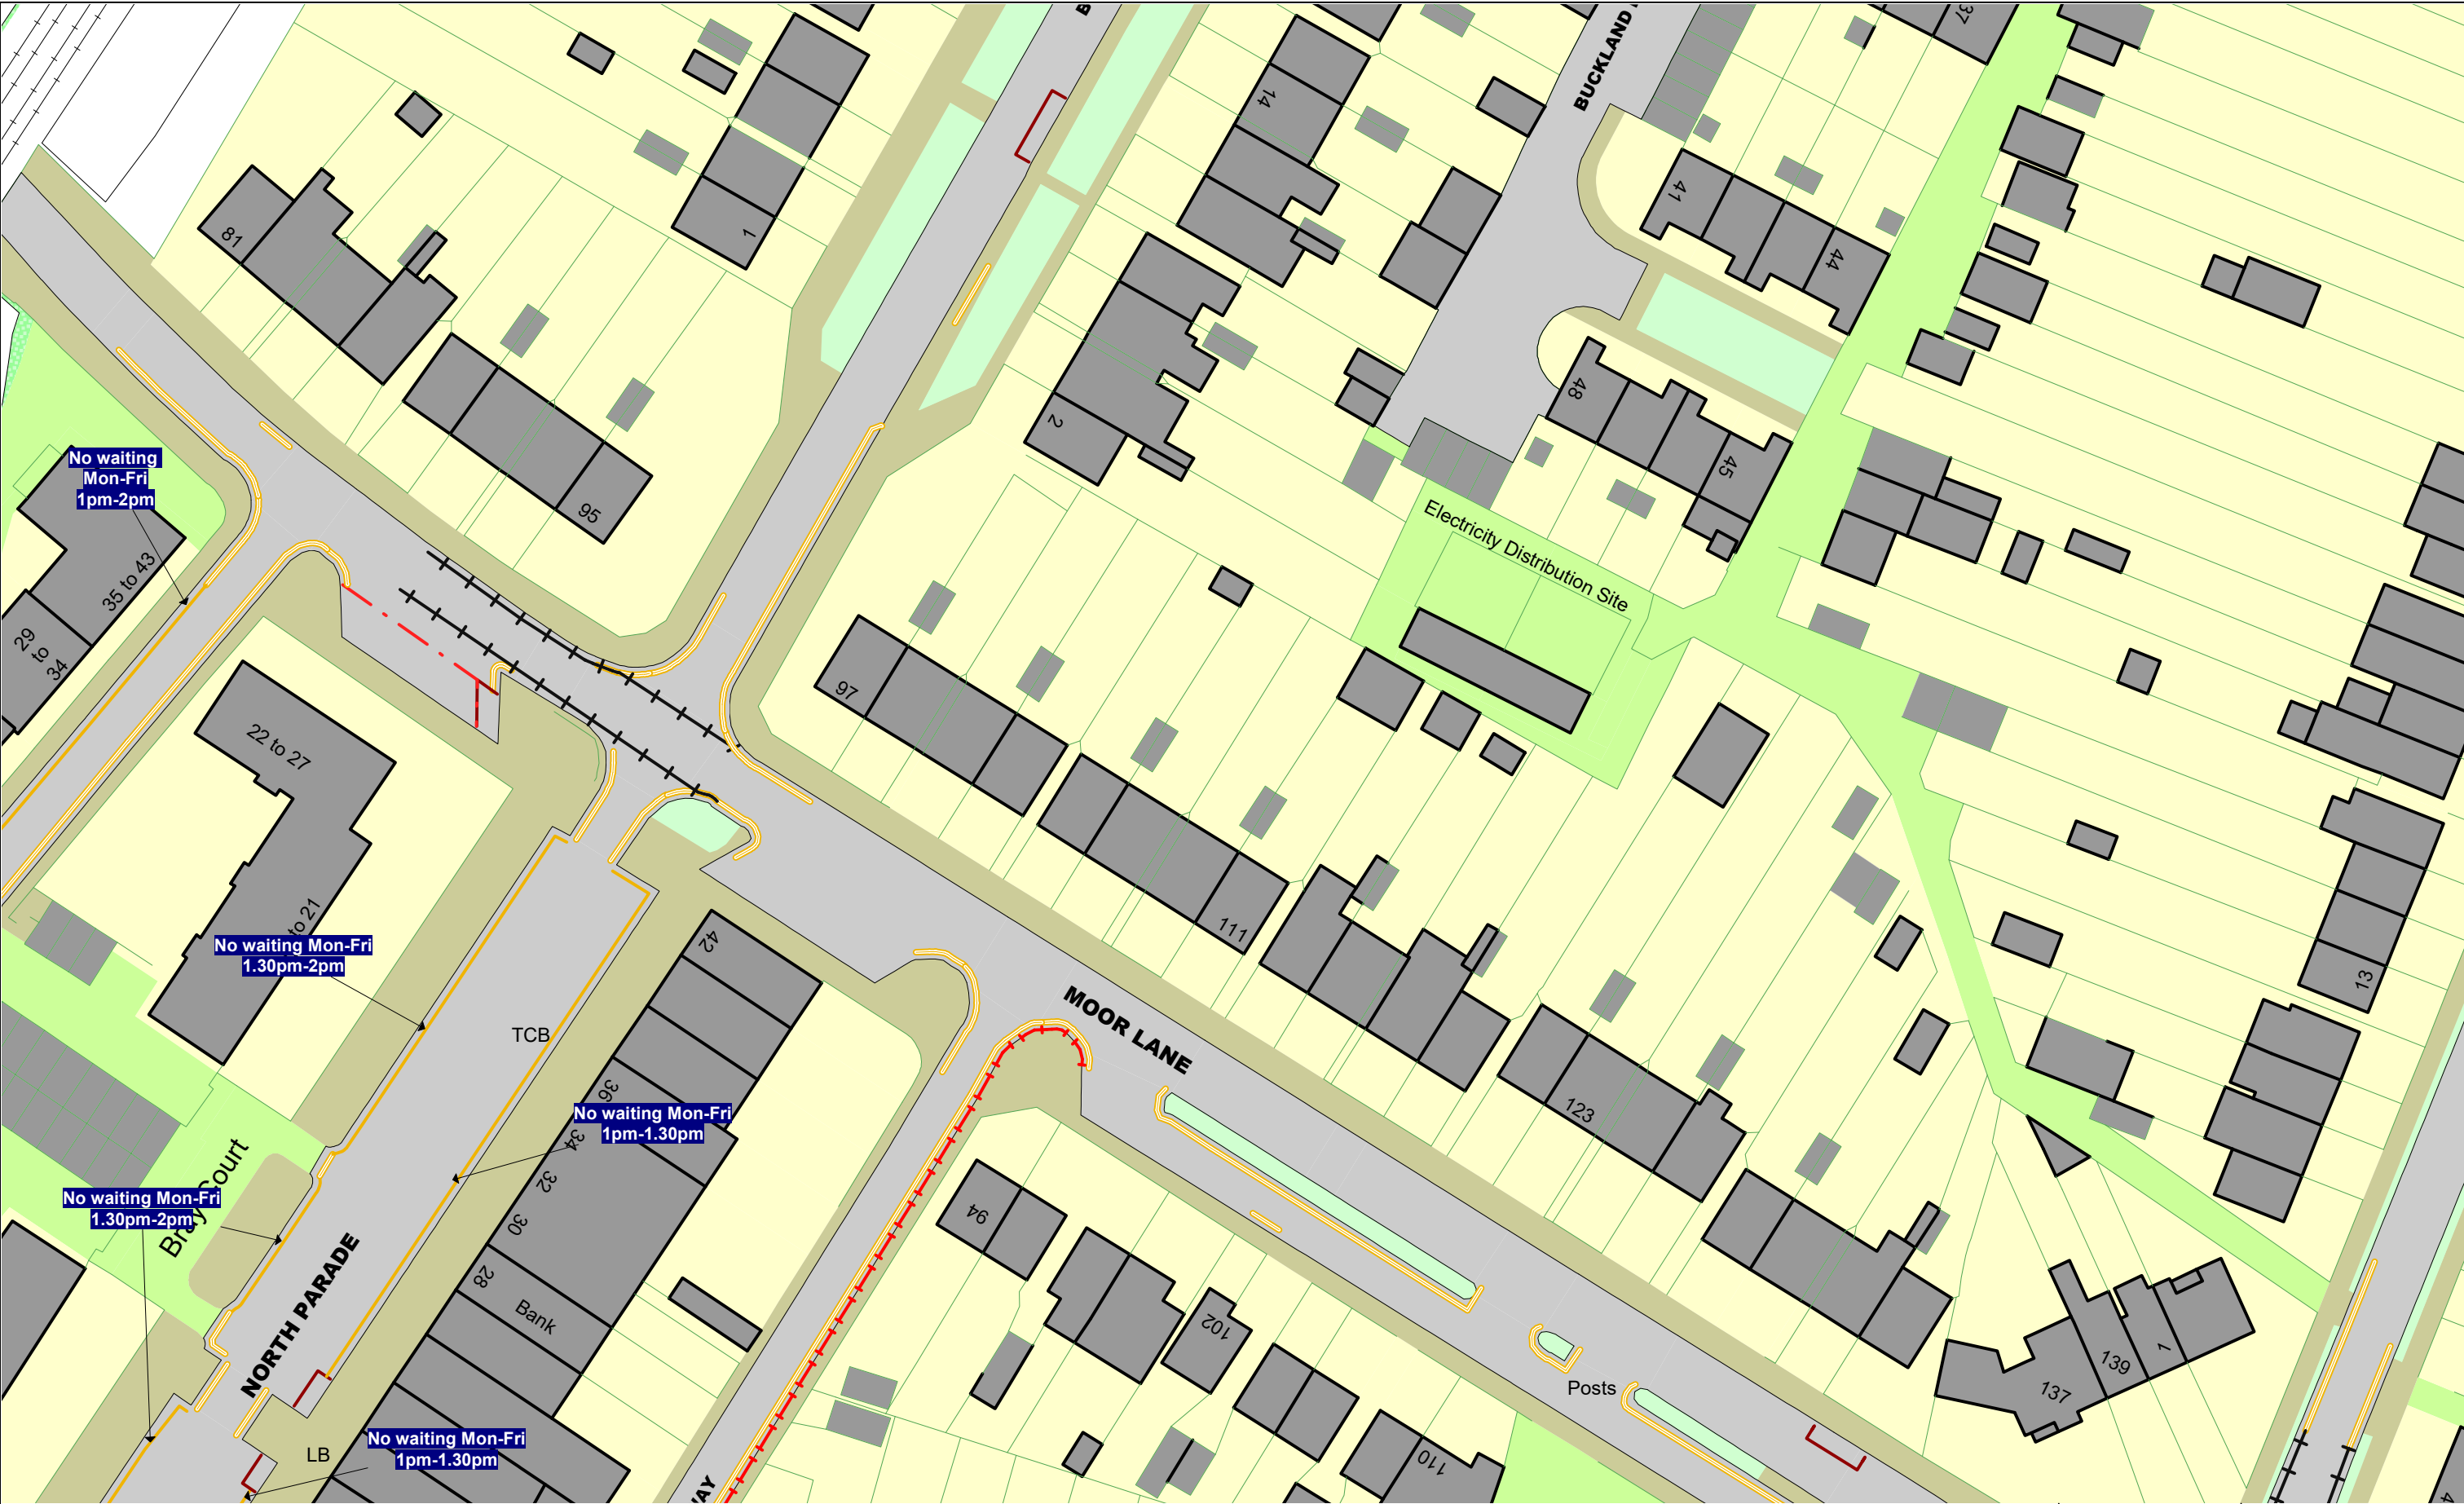 B
BUCKLAND
37
14
41
44
81
1
2
48
45
No waiting
Mon-Fri
1pm-2pm
95
35 to 43
29
to
34
Electricity Distribution Site
97
22 to 27
111
42
to 21
No waiting Mon-Fri
1.30pm-2pm
13
TCB
MOOR LANE
36
No waiting Mon-Fri
1pm-1.30pm
34
123
32
Bray Court
No waiting Mon-Fri
1.30pm-2pm
30
94
28
Bank
NORTH PARADE
102
Posts
137
139
1
LB
No waiting Mon-Fri
1pm-1.30pm
110
WAY